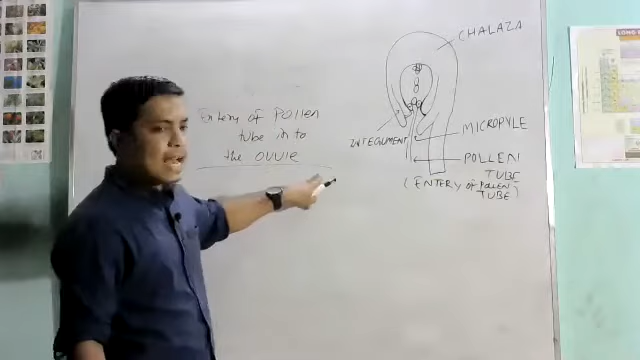 Entery of Pollen
tube in to
the OVULE
CHALAZA
INTEGUMENT
MICROPYLE
POLLEN
TUBE
(ENTERY of POLLEN
TUBE)